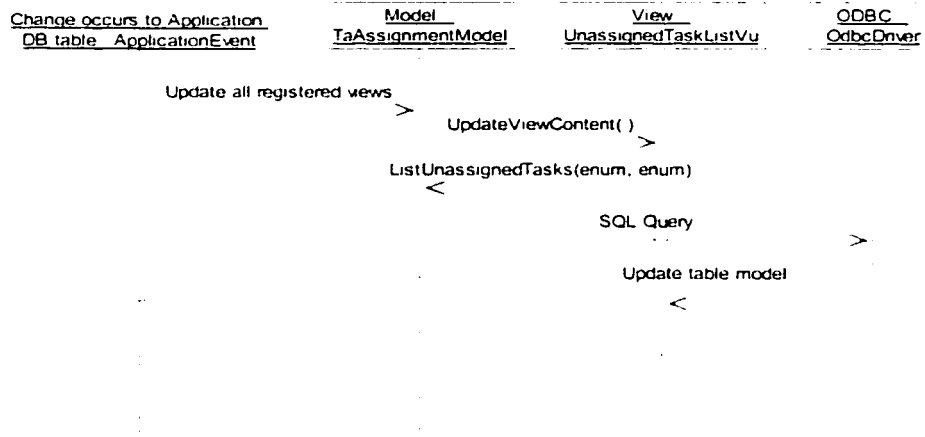 Change occurs to Application
DB table ApplicationEvent
Model
TaAssignmentModel
View
UnassignedTaskListVu
ODBC
OdbcDriver
Update all registered views
UpdateViewContent( )
ListUnassignedTasks(enum, enum)
SQL Query
Update table model